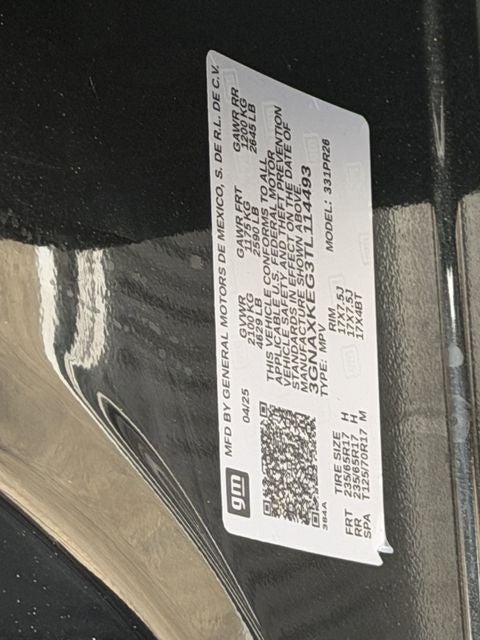 gm
MFD BY GENERAL MOTORS DE MEXICO, S. DE R.L. DE C.V.
04/25
GVWR GAWR FRT GAWR RR
2100 KG 1175 KG 1200 KG
4629 LB 2590 LB 2645 LB
THIS VEHICLE CONFORMS TO ALL
APPLICABLE U.S. FEDERAL MOTOR
VEHICLE SAFETY AND THEFT PREVENTION
STANDARDS IN EFFECT ON THE DATE OF
MANUFACTURE SHOWN ABOVE.
3GNAXKEG3TL114493
TYPE: MPV MODEL: 331PR26
384A
TIRE SIZE RIM
FRT 235/65R17 H 17X7.5J
RR 235/65R17 H 17X7.5J
SPA T125/70R17 M 17X4BT